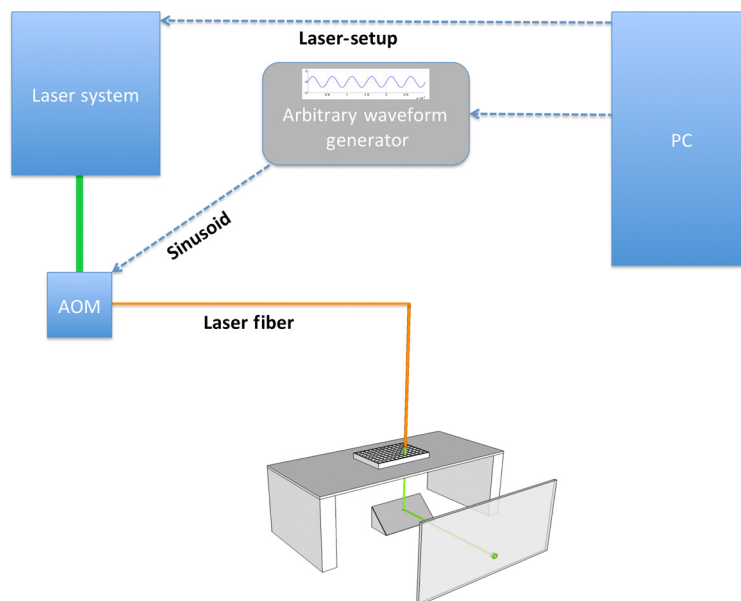 Laser-setup
Laser system
Arbitrary waveform
generator
PC
Sinusoid
AOM
Laser fiber